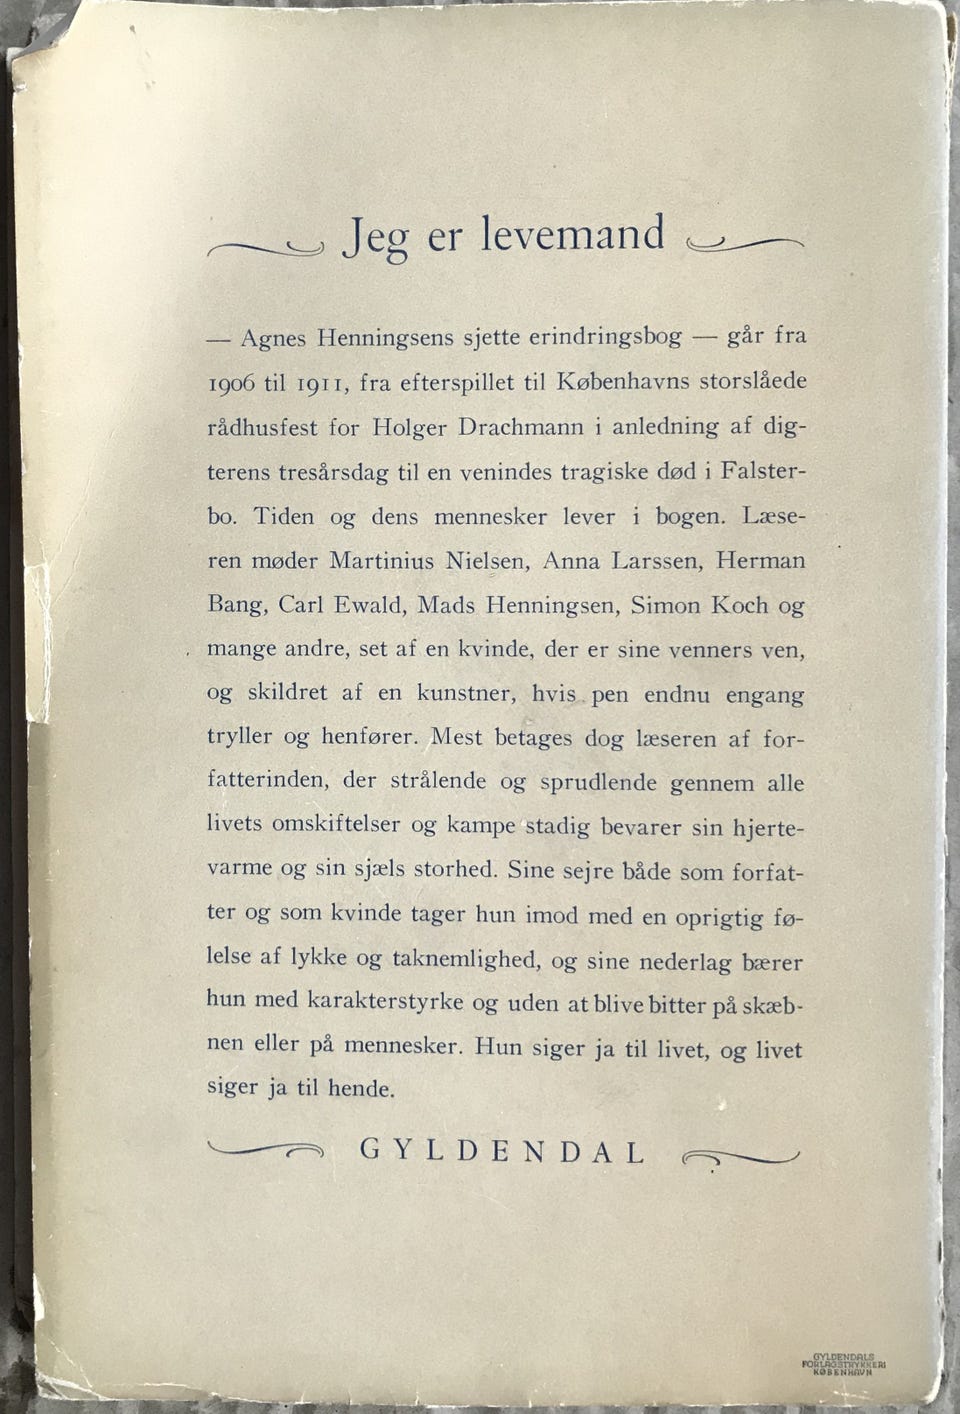 Jeg er levemand
— Agnes Henningsens sjette erindringsbog — går fra
1906 til 1911, fra efterspillet til Københavns storslåede
rådhusfest for Holger Drachmann i anledning af dig-
terens tresårsdag til en venindes tragiske død i Falster-
bo. Tiden og dens mennesker lever i bogen. Læse-
ren møder Martinius Nielsen, Anna Larssen, Herman
Bang, Carl Ewald, Mads Henningsen, Simon Koch og
mange andre, set af en kvinde, der er sine venners ven,
og skildret af en kunstner, hvis pen endnu engang
tryller og henfører. Mest betages dog læseren af for-
fatterinden, der strålende og sprudlende gennem alle
livets omskiftelser og kampe stadig bevarer sin hjerte-
varme og sin sjæls storhed. Sine sejre både som forfat-
ter og som kvinde tager hun imod med en oprigtig fø-
lelse af lykke og taknemlighed, og sine nederlag bærer
hun med karakterstyrke og uden at blive bitter på skæb-
nen eller på mennesker. Hun siger ja til livet, og livet
siger ja til hende.
GYLDENDAL
GYLDENDALS
FORLAGSTRYKKERI
KØBENHAVN